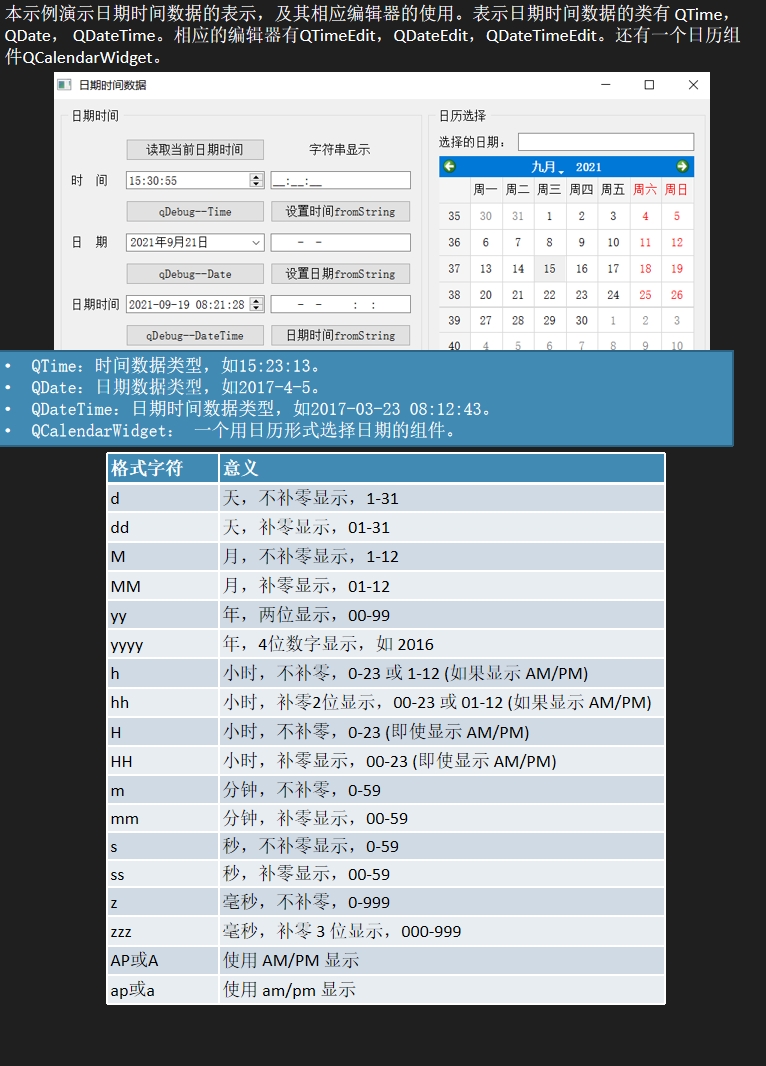 本示例演示日期时间数据的表示，及其相应编辑器的使用。表示日期时间数据的类有 QTime，
QDate， QDateTime。相应的编辑器有QTimeEdit，QDateEdit，QDateTimeEdit。还有一个日历组
件QCalendarWidget。
日期时间数据
日期时间
读取当前日期时间 字符串显示
时 间 15:30:55 __:__:__
qDebug--Time 设置时间fromString
日 期 2021年9月21日 - -
qDebug--Date 设置日期fromString
日期时间 2021-09-19 08:21:28 - - : :
qDebug--DateTime 日期时间fromString
日历选择
选择的日期：
九月 2021
周一 周二 周三 周四 周五 周六 周日
35 30 31 1 2 3 4 5
36 6 7 8 9 10 11 12
37 13 14 15 16 17 18 19
38 20 21 22 23 24 25 26
39 27 28 29 30 1 2 3
40 4 5 6 7 8 9 10
• QTime：时间数据类型，如15:23:13。
• QDate：日期数据类型，如2017-4-5。
• QDateTime：日期时间数据类型，如2017-03-23 08:12:43。
• QCalendarWidget： 一个用日历形式选择日期的组件。
格式字符 意义
d 天，不补零显示，1-31
dd 天，补零显示，01-31
M 月，不补零显示，1-12
MM 月，补零显示，01-12
yy 年，两位显示，00-99
yyyy 年，4位数字显示，如 2016
h 小时，不补零，0-23 或 1-12 (如果显示 AM/PM)
hh 小时，补零2位显示，00-23 或 01-12 (如果显示 AM/PM)
H 小时，不补零，0-23 (即使显示 AM/PM)
HH 小时，补零显示，00-23 (即使显示 AM/PM)
m 分钟，不补零，0-59
mm 分钟，补零显示，00-59
s 秒，不补零显示，0-59
ss 秒，补零显示，00-59
z 毫秒，不补零，0-999
zzz 毫秒，补零 3 位显示，000-999
AP或A 使用 AM/PM 显示
ap或a 使用 am/pm 显示